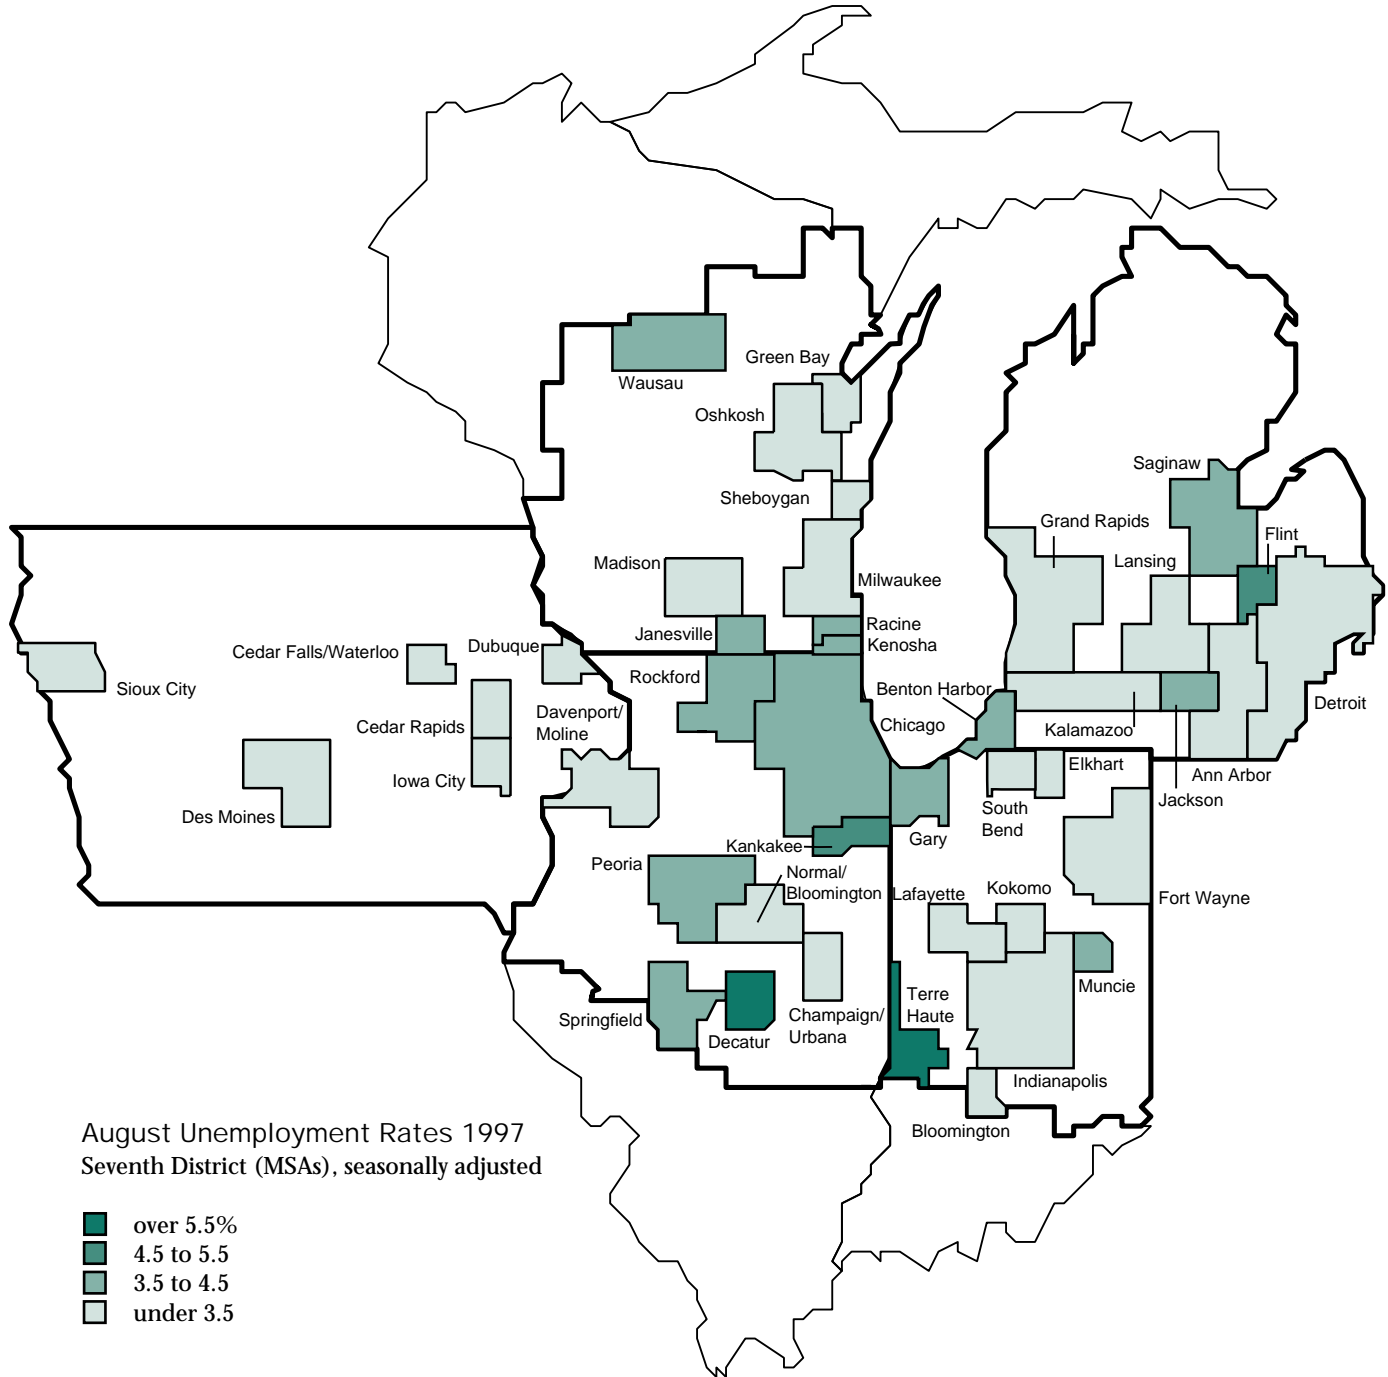 Green Bay
Wausau
Oshkosh
Saginaw
Sheboygan
Grand Rapids
Flint
Lansing
Madison
Milwaukee
Janesville
Racine
Kenosha
Cedar Falls/Waterloo
Dubuque
Rockford
Sioux City
Benton Harbor
Detroit
Davenport/
Moline
Cedar Rapids
Chicago
Kalamazoo
Elkhart
Ann Arbor
Iowa City
Jackson
South
Bend
Des Moines
Gary
Kankakee
Peoria
Normal/
Bloomington
Lafayette
Kokomo
Fort Wayne
Muncie
Terre
Haute
Champaign/
Urbana
Springfield
Decatur
Indianapolis
Bloomington
August Unemployment Rates 1997
Seventh District (MSAs), seasonally adjusted
over 5.5%
4.5 to 5.5
3.5 to 4.5
under 3.5